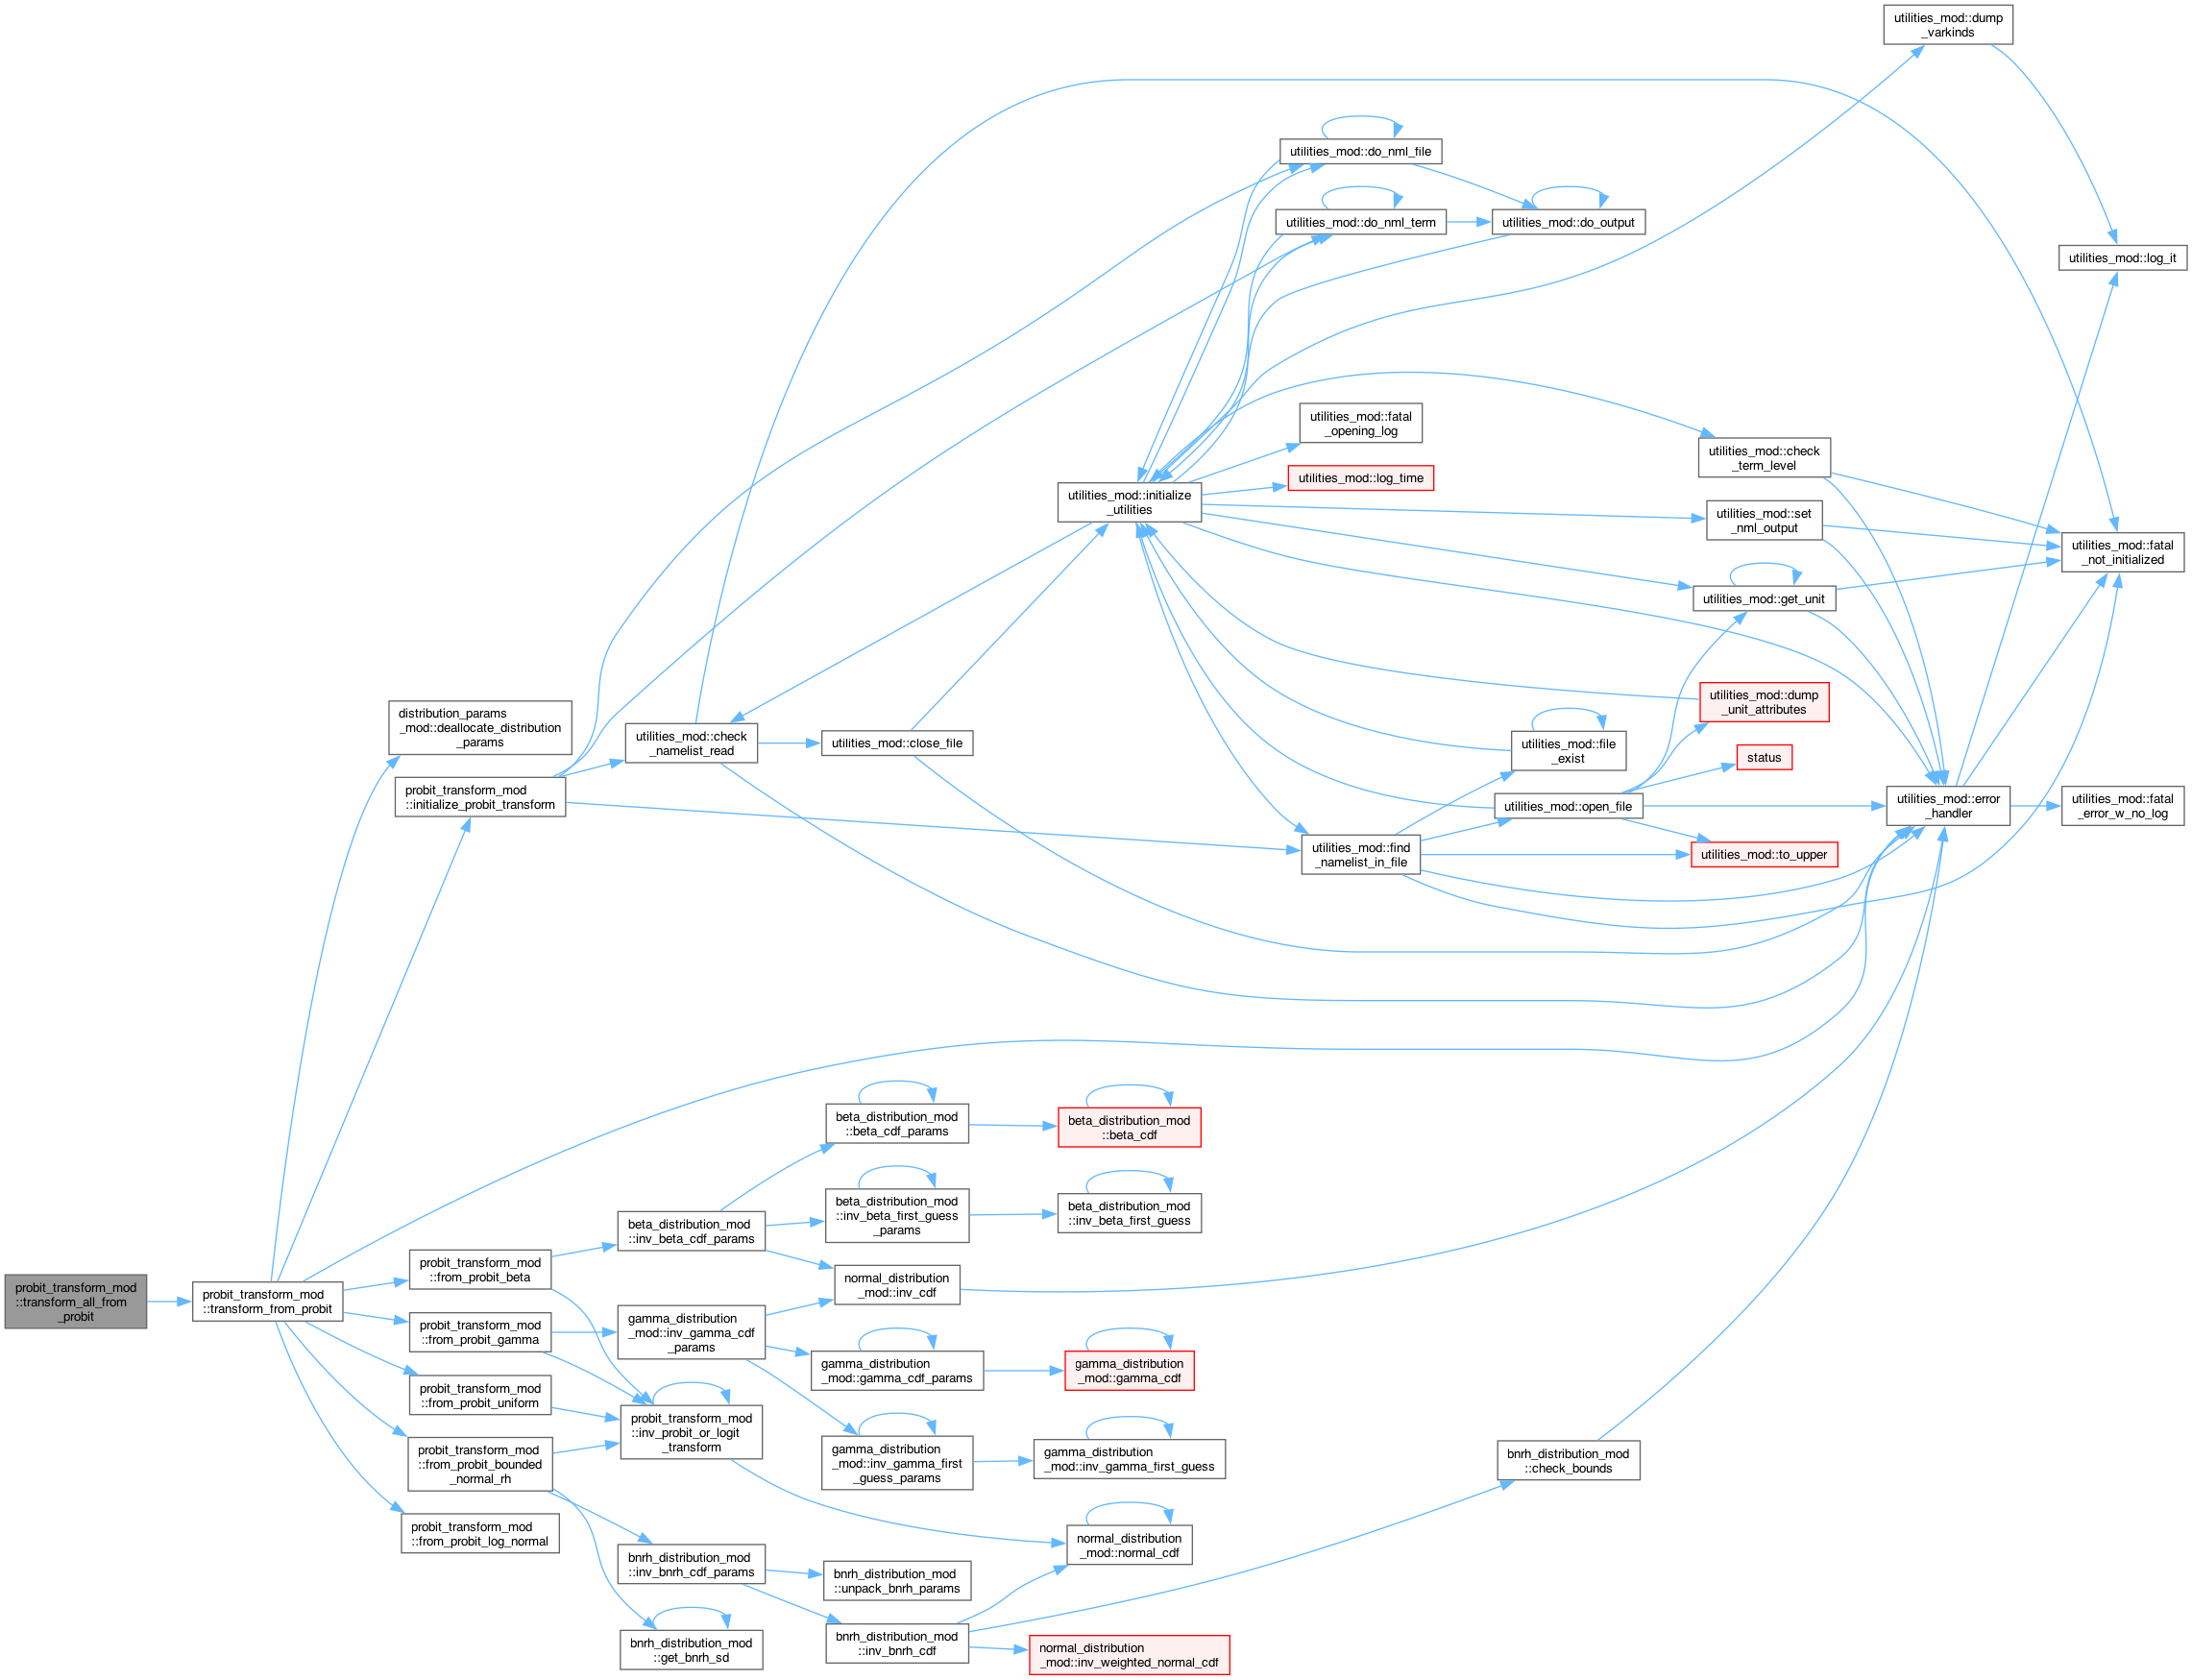 utilities_mod::dump
_varkinds
utilities_mod::do_nml_file
utilities_mod::do_nml_term
utilities_mod::do_output
utilities_mod::log_it
utilities_mod::fatal
_opening_log
utilities_mod::check
_term_level
utilities_mod::log_time
utilities_mod::initialize
_utilities
utilities_mod::set
_nml_output
utilities_mod::fatal
_not_initialized
utilities_mod::get_unit
distribution_params
_mod::deallocate_distribution
_params
utilities_mod::dump
_unit_attributes
utilities_mod::check
_namelist_read
utilities_mod::close_file
utilities_mod::file
_exist
status
probit_transform_mod
::initialize_probit_transform
utilities_mod::open_file
utilities_mod::error
_handler
utilities_mod::fatal
_error_w_no_log
utilities_mod::find
_namelist_in_file
utilities_mod::to_upper
beta_distribution_mod
::beta_cdf_params
beta_distribution_mod
::beta_cdf
beta_distribution_mod
::inv_beta_first_guess
_params
beta_distribution_mod
::inv_beta_first_guess
beta_distribution_mod
::inv_beta_cdf_params
probit_transform_mod
::from_probit_beta
normal_distribution
_mod::inv_cdf
probit_transform_mod
::transform_all_from
_probit
probit_transform_mod
::transform_from_probit
probit_transform_mod
::from_probit_gamma
gamma_distribution
_mod::inv_gamma_cdf
_params
gamma_distribution
_mod::gamma_cdf_params
gamma_distribution
_mod::gamma_cdf
probit_transform_mod
::from_probit_uniform
probit_transform_mod
::inv_probit_or_logit
_transform
probit_transform_mod
::from_probit_bounded
_normal_rh
gamma_distribution
_mod::inv_gamma_first
_guess_params
gamma_distribution
_mod::inv_gamma_first_guess
bnrh_distribution_mod
::check_bounds
probit_transform_mod
::from_probit_log_normal
normal_distribution
_mod::normal_cdf
bnrh_distribution_mod
::inv_bnrh_cdf_params
bnrh_distribution_mod
::unpack_bnrh_params
bnrh_distribution_mod
::get_bnrh_sd
bnrh_distribution_mod
::inv_bnrh_cdf
normal_distribution
_mod::inv_weighted_normal_cdf